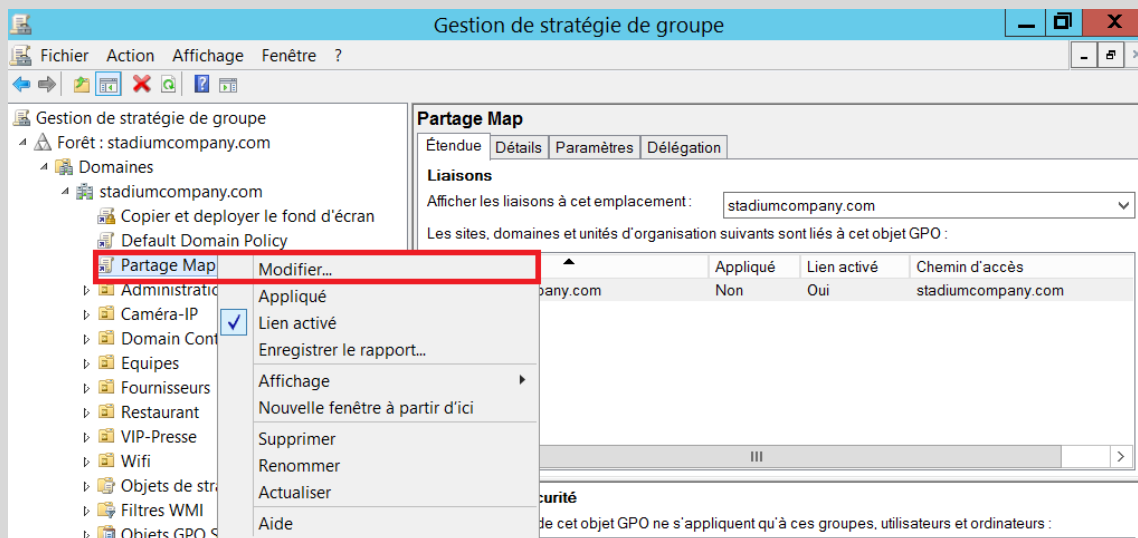 Gestion de stratégie de groupe
Fichier Action Affichage Fenêtre ?
Gestion de stratégie de groupe
Forêt : stadiumcompany.com
Domaines
stadiumcompany.com
Copier et deployer le fond d'écran
Default Domain Policy
Partage Map
Administratio
Caméra-IP
Domain Cont
Equipes
Fournisseurs
Restaurant
VIP-Presse
Wifi
Objets de stra
Filtres WMI
Objets GPO S
Modifier...
Appliqué
Lien activé
Enregistrer le rapport...
Affichage
Nouvelle fenêtre à partir d'ici
Supprimer
Renommer
Actualiser
Aide
Partage Map
Étendue Détails Paramètres Délégation
Liaisons
Afficher les liaisons à cet emplacement : stadiumcompany.com
Les sites, domaines et unités d'organisation suivants sont liés à cet objet GPO :
Appliqué Lien activé Chemin d'accès
pany.com Non Oui stadiumcompany.com
curité
de cet objet GPO ne s'appliquent qu'à ces groupes, utilisateurs et ordinateurs :